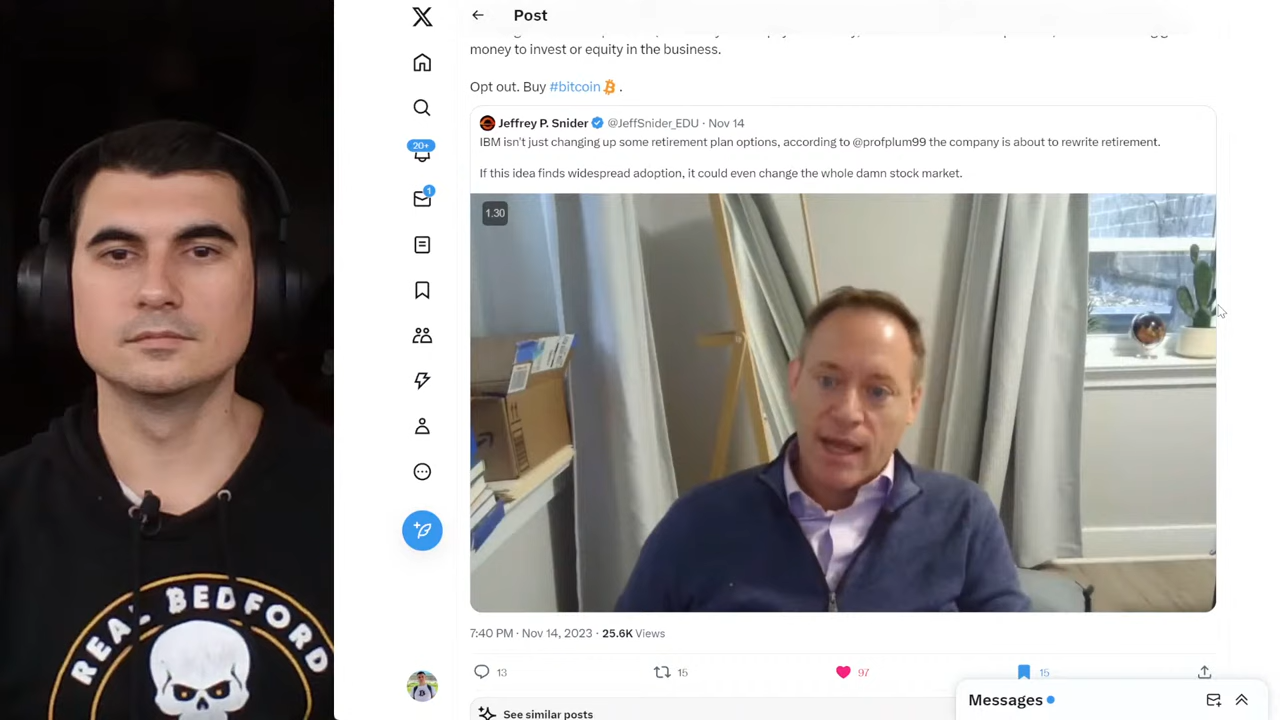 Post
money to invest or equity in the business.
Opt out. Buy #bitcoin .
Jeffrey P. Snider @JeffSnider_EDU · Nov 14
IBM isn't just changing up some retirement plan options, according to @profplum99 the company is about to rewrite retirement.
If this idea finds widespread adoption, it could even change the whole damn stock market.
1.30
20+
1
7:40 PM · Nov 14, 2023 · 25.6K Views
13
15
97
15
See similar posts
Messages
REAL BEDFORD